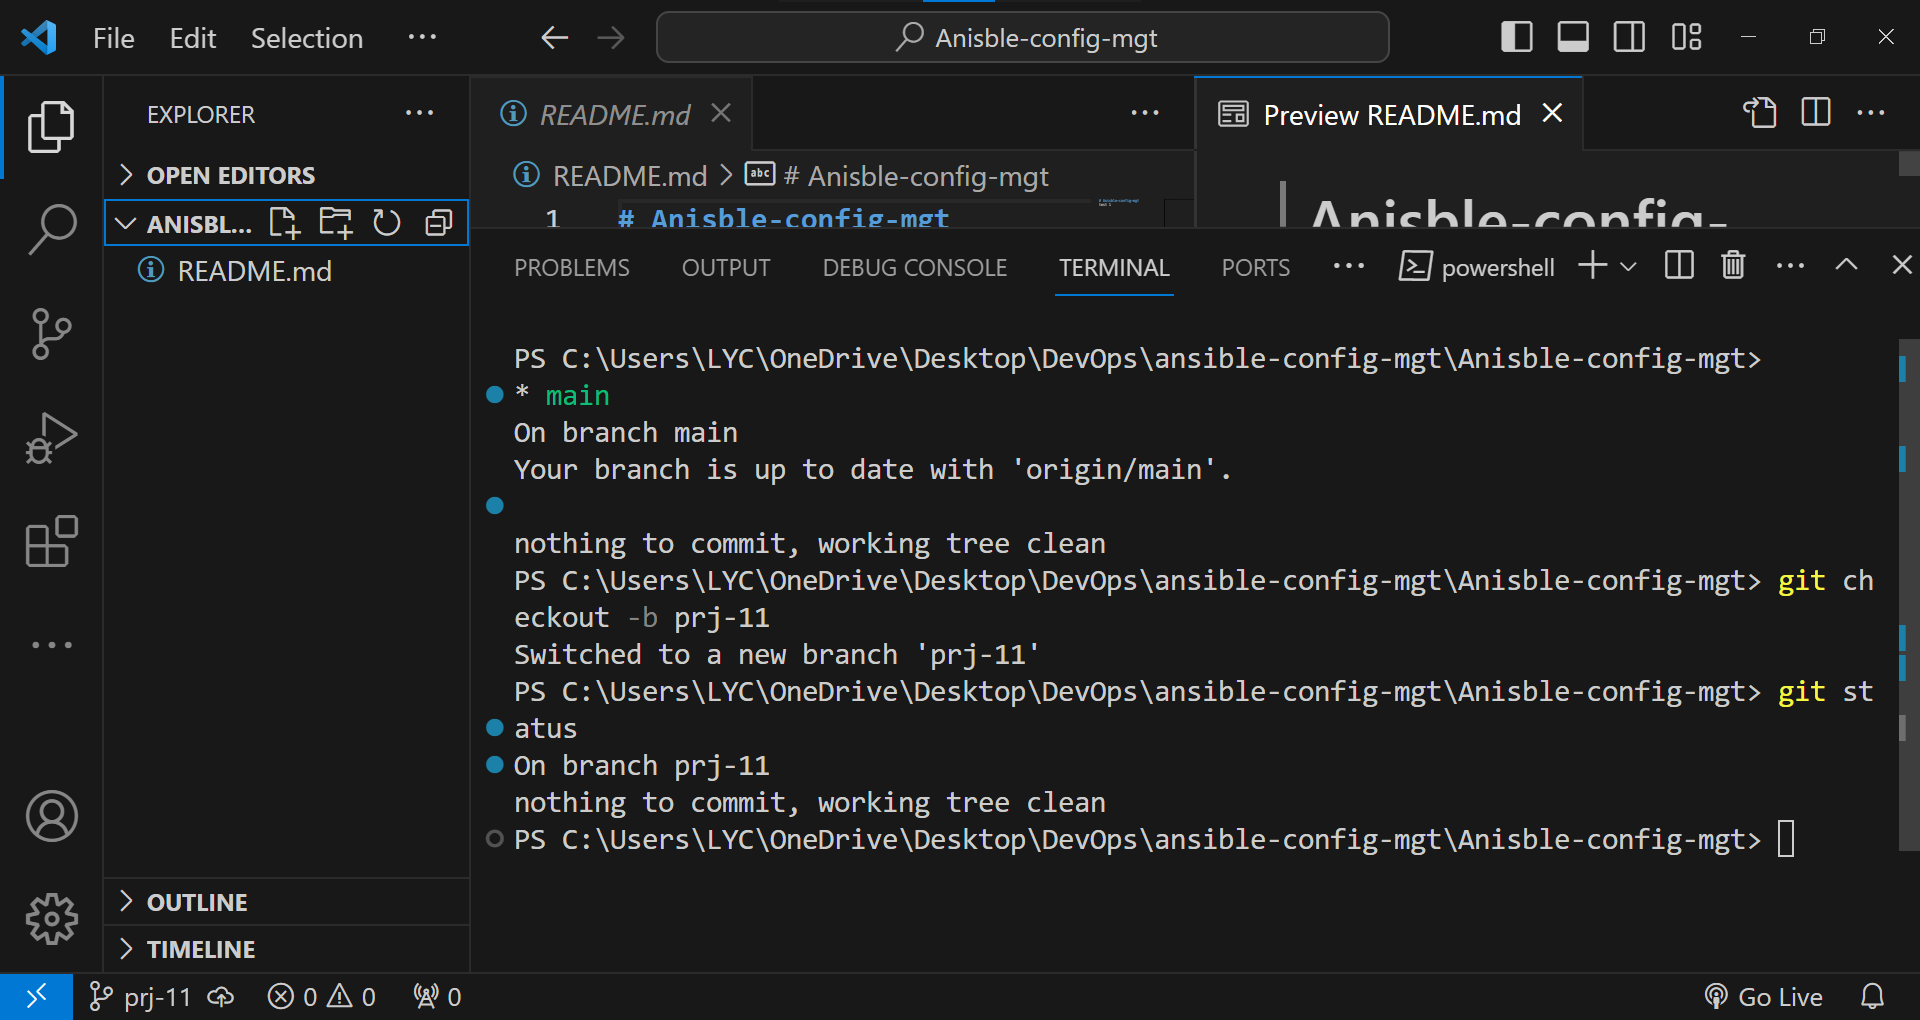 File Edit Selection ··· Anisble-config-mgt
EXPLORER ···
OPEN EDITORS
ANISBL...
README.md
OUTLINE
TIMELINE
README.md ···
README.md > # Anisble-config-mgt
1 # Anisble-config-mgt
Preview README.md ···
Anisble-config-
PROBLEMS OUTPUT DEBUG CONSOLE TERMINAL PORTS ··· powershell ···
PS C:\Users\LYC\OneDrive\Desktop\DevOps\ansible-config-mgt\Anisble-config-mgt>
* main
On branch main
Your branch is up to date with 'origin/main'.
nothing to commit, working tree clean
PS C:\Users\LYC\OneDrive\Desktop\DevOps\ansible-config-mgt\Anisble-config-mgt> git ch
eckout -b prj-11
Switched to a new branch 'prj-11'
PS C:\Users\LYC\OneDrive\Desktop\DevOps\ansible-config-mgt\Anisble-config-mgt> git st
atus
On branch prj-11
nothing to commit, working tree clean
PS C:\Users\LYC\OneDrive\Desktop\DevOps\ansible-config-mgt\Anisble-config-mgt>
prj-11 0 0 0 Go Live